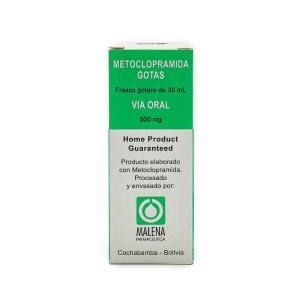 METOCLOPRAMIDA
GOTAS
Frasco gotero de 30 mL
VIA ORAL
500 mg
Home Product
Guaranteed
Producto elaborado
con Metoclopramida.
Procesado
y envasado por:
MALENA
FARMACEUTICA
Cochabamba - Bolivia